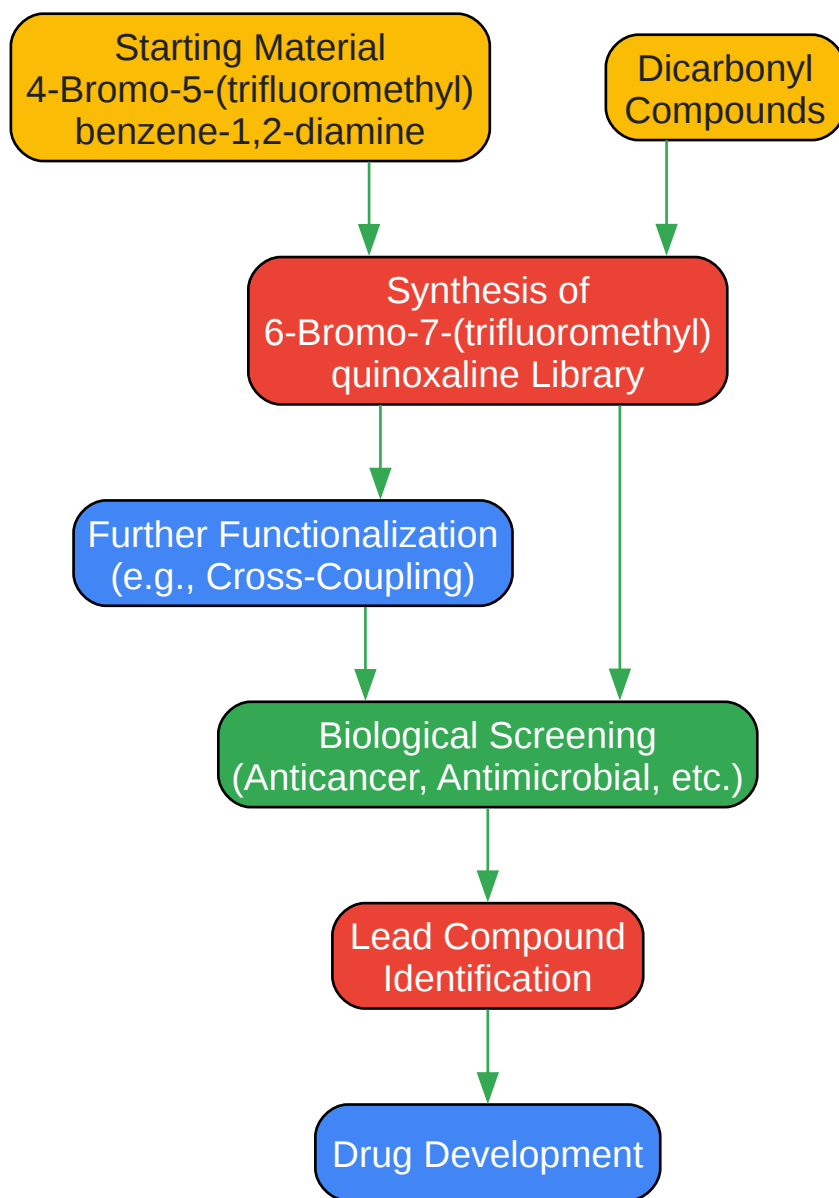 Starting Material
4-Bromo-5-(trifluoromethyl)
benzene-1,2-diamine
Dicarbonyl
Compounds
Synthesis of
6-Bromo-7-(trifluoromethyl)
quinoxaline Library
Further Functionalization
(e.g., Cross-Coupling)
Biological Screening
(Anticancer, Antimicrobial, etc.)
Lead Compound
Identification
Drug Development